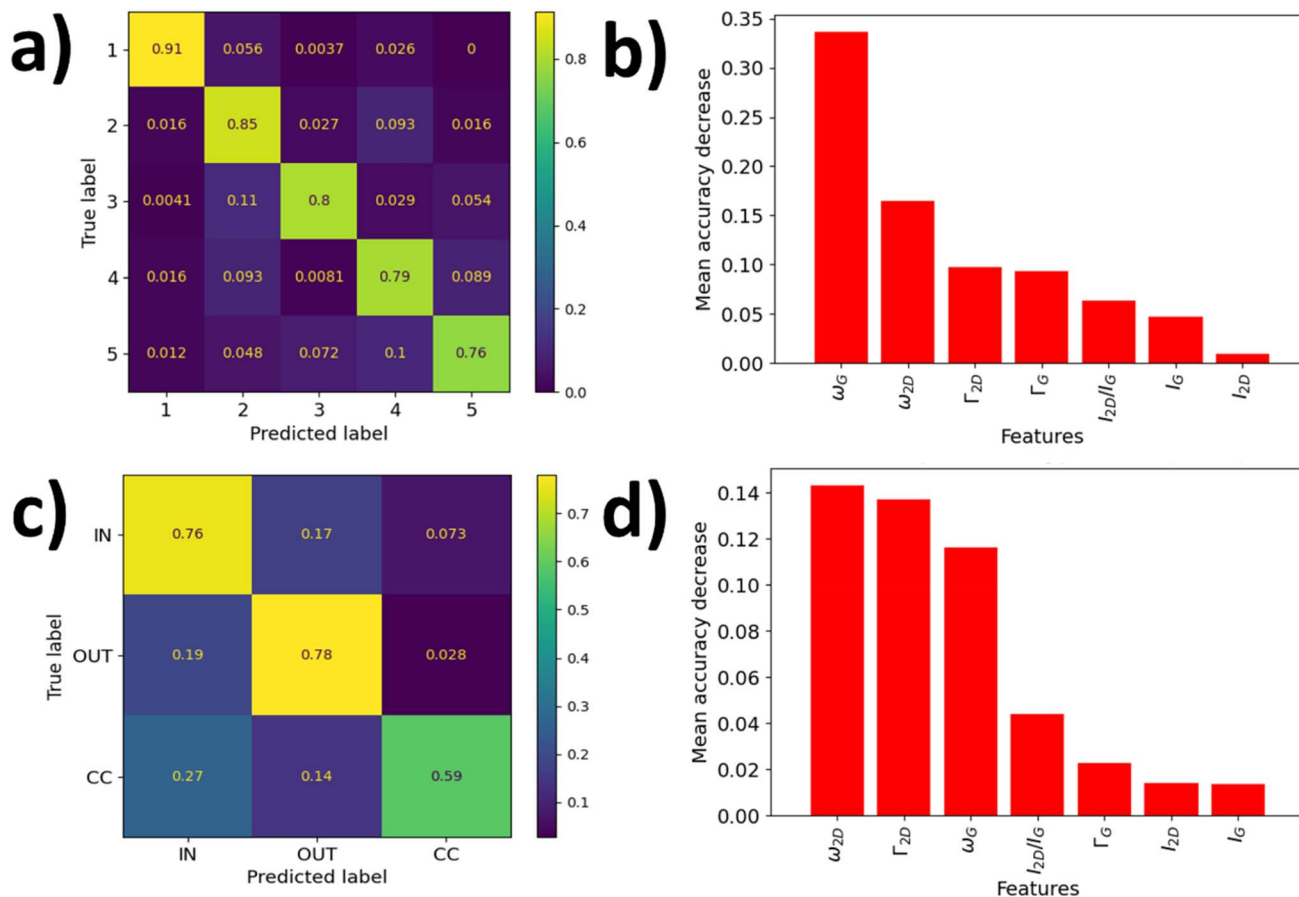 a)
1
2
3
4
5
True label
0.91 0.056 0.0037 0.026 0
0.016 0.85 0.027 0.093 0.016
0.0041 0.11 0.8 0.029 0.054
0.016 0.093 0.0081 0.79 0.089
0.012 0.048 0.072 0.1 0.76
1 2 3 4 5
Predicted label
0.8
0.6
0.4
0.2
0.0
b)
Mean accuracy decrease
0.35
0.30
0.25
0.20
0.15
0.10
0.05
0.00
ω_G ω_2D Γ_2D Γ_G I_2D/I_G I_G I_2D
Features
c)
True label
IN
OUT
CC
0.76 0.17 0.073
0.19 0.78 0.028
0.27 0.14 0.59
IN OUT CC
Predicted label
0.7
0.6
0.5
0.4
0.3
0.2
0.1
d)
Mean accuracy decrease
0.14
0.12
0.10
0.08
0.06
0.04
0.02
0.00
ω_2D Γ_2D ω_G I_2D/I_G Γ_G I_2D I_G
Features